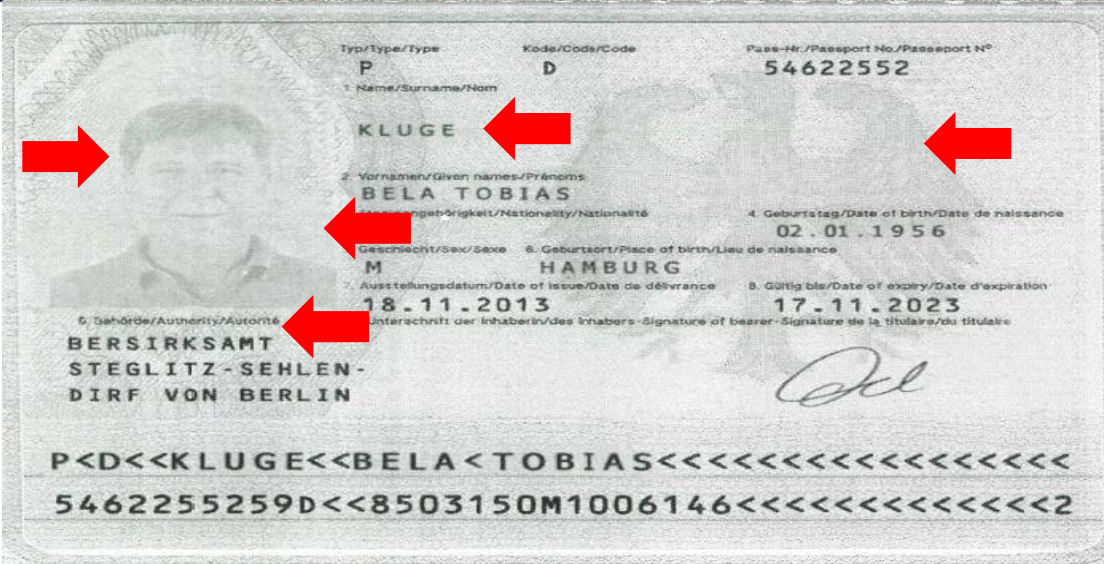 Typ/Type/Type Kode/Code/Code Pass-Nr./Passport No./Passeport Nº
P D 54622552
1. Name/Surname/Nom
KLUGE
2. Vornamen/Given names/Prénoms
BELA TOBIAS
/Nationality/Nationalité 4. Geburtstag/Date of birth/Date de naissance
02.01.1956
Geschlecht/Sex/Sexe 6. Geburtsort/Place of birth/Lieu de naissance
M HAMBURG
7. Ausstellungsdatum/Date of issue/Date de délivrance 8. Gültig bis/Date of expiry/Date d'expiration
18.11.2013 17.11.2023
9. Behörde/Authority/Autorité Unterschrift der Inhaberin/des Inhabers-Signature of bearer-Signature de la titulaire/du titulaire
BERSIRKSAMT
STEGLITZ-SEHLEN-
DIRF VON BERLIN
P<D<<KLUGE<<BELA<TOBIAS<<<<<<<<<<<<<<<<<<<
5462255259D<<8503150M1006146<<<<<<<<<<<<<<2